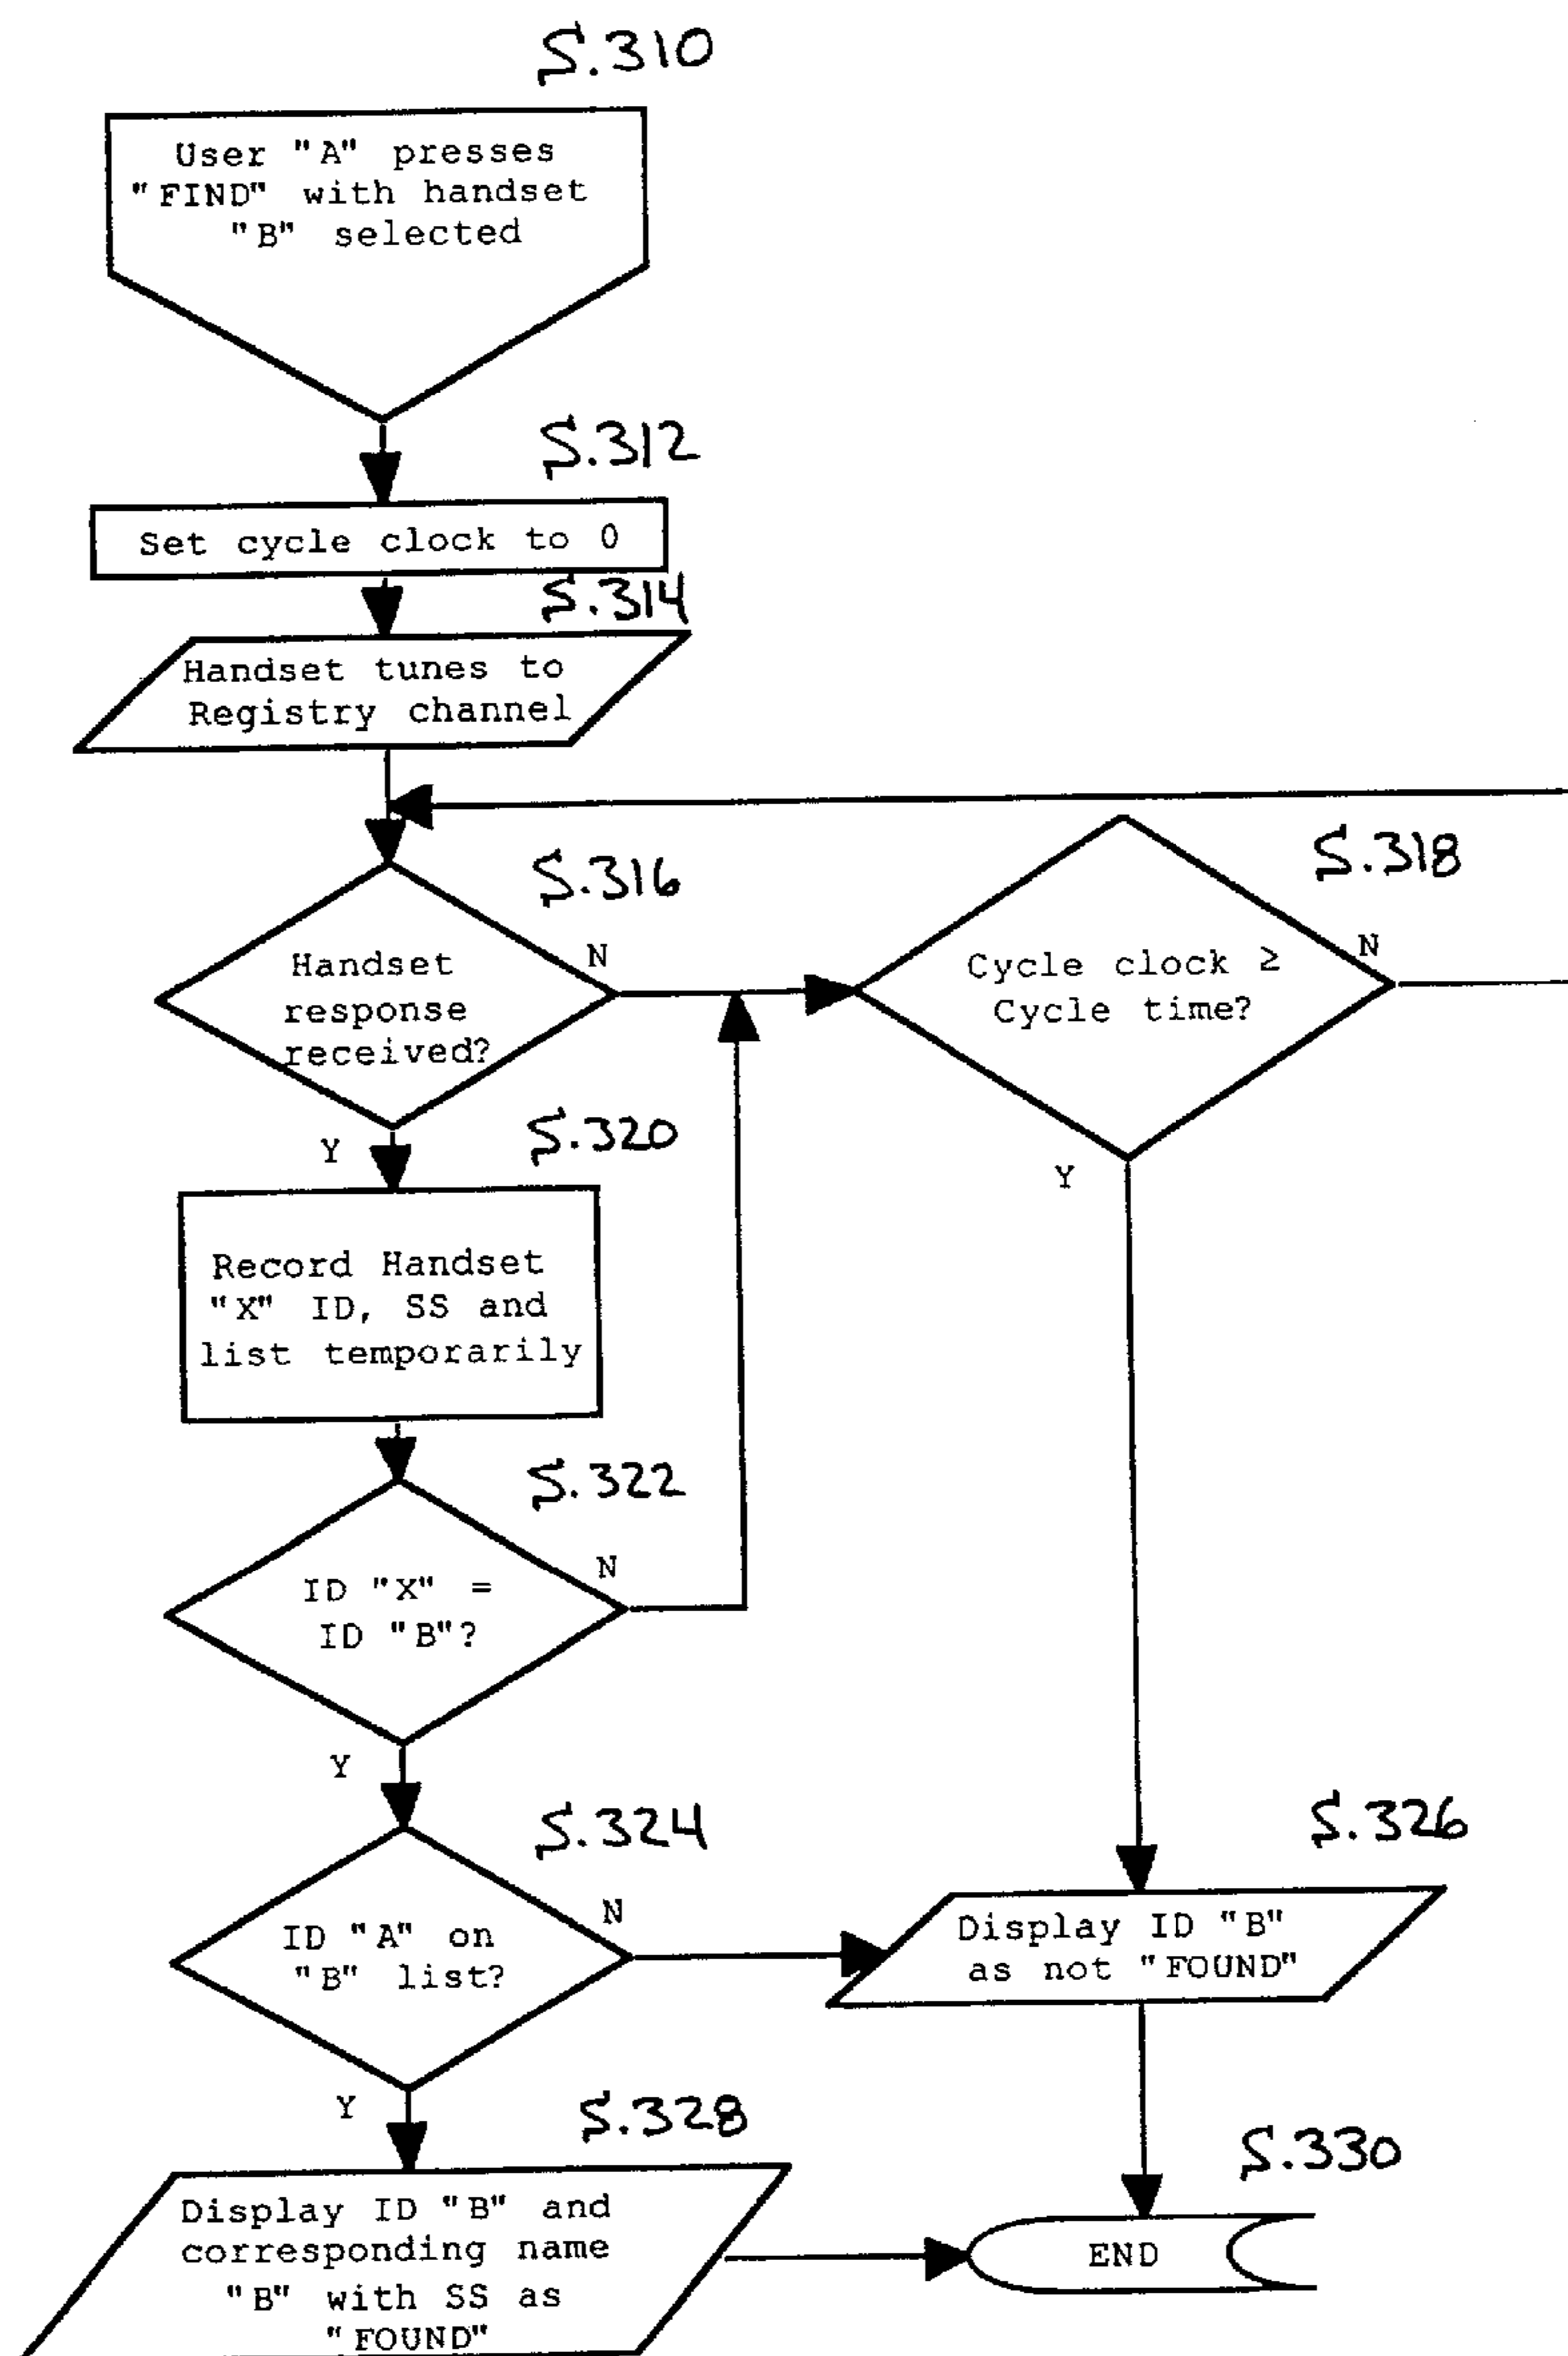 S.310
User "A" presses
"FIND" with handset
"B" selected
S.312
Set cycle clock to 0
S.314
Handset tunes to
Registry channel
S.316
Handset
response
received?
N
Y
S.318
Cycle clock ≥
Cycle time?
N
Y
S.320
Record Handset
"X" ID, SS and
list temporarily
S.322
ID "X" =
ID "B"?
N
Y
S.324
ID "A" on
"B" list?
N
Y
S.326
Display ID "B"
as not "FOUND"
S.328
Display ID "B" and
corresponding name
"B" with SS as
"FOUND"
S.330
END